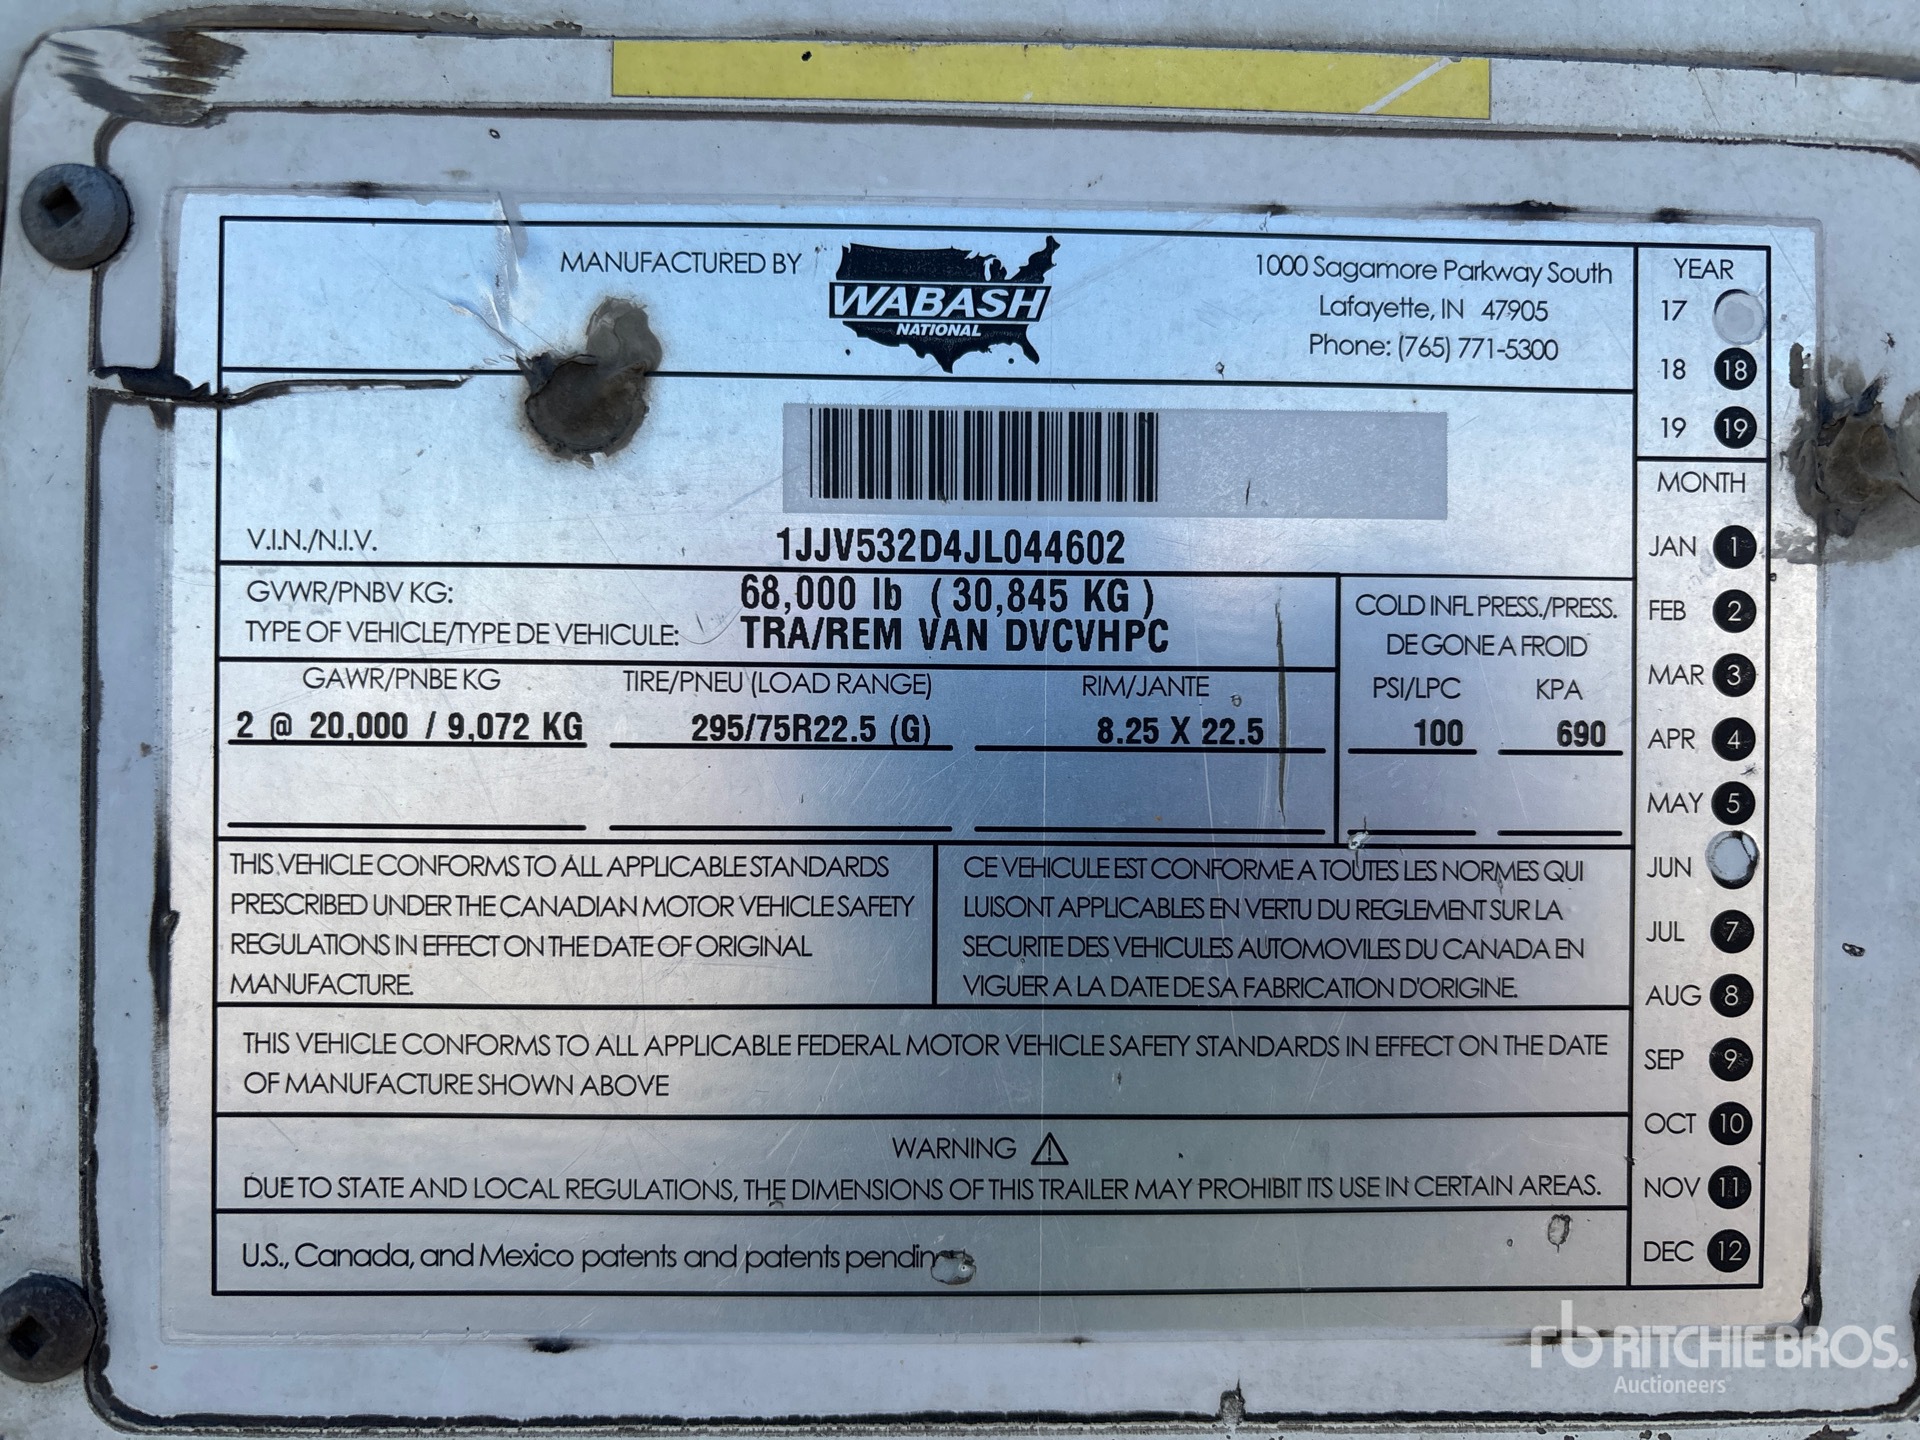 MANUFACTURED BY
WABASH
NATIONAL
1000 Sagamore Parkway South
Lafayette, IN 47905
Phone: (765) 771-5300
V.I.N./N.I.V. 1JJV532D4JL044602
GVWR/PNBV KG: 68,000 lb (30,845 KG)
TYPE OF VEHICLE/TYPE DE VEHICULE: TRA/REM VAN DVCVHPC
COLD INFL PRESS./PRESS.
DE GONE A FROID
GAWR/PNBE KG TIRE/PNEU (LOAD RANGE) RIM/JANTE PSI/LPC KPA
2 @ 20,000 / 9,072 KG 295/75R22.5 (G) 8.25 X 22.5 100 690
THIS VEHICLE CONFORMS TO ALL APPLICABLE STANDARDS
PRESCRIBED UNDER THE CANADIAN MOTOR VEHICLE SAFETY
REGULATIONS IN EFFECT ON THE DATE OF ORIGINAL
MANUFACTURE.
CE VEHICULE EST CONFORME A TOUTES LES NORMES QUI
LUISONT APPLICABLES EN VERTU DU REGLEMENT SUR LA
SECURITE DES VEHICULES AUTOMOVILES DU CANADA EN
VIGUER A LA DATE DE SA FABRICATION D'ORIGINE.
THIS VEHICLE CONFORMS TO ALL APPLICABLE FEDERAL MOTOR VEHICLE SAFETY STANDARDS IN EFFECT ON THE DATE
OF MANUFACTURE SHOWN ABOVE
WARNING
DUE TO STATE AND LOCAL REGULATIONS, THE DIMENSIONS OF THIS TRAILER MAY PROHIBIT ITS USE IN CERTAIN AREAS.
U.S., Canada, and Mexico patents and patents pending
YEAR
17
18 18
19 19
MONTH
JAN 1
FEB 2
MAR 3
APR 4
MAY 5
JUN
JUL 7
AUG 8
SEP 9
OCT 10
NOV 11
DEC 12
rb RITCHIE BROS.
Auctioneers